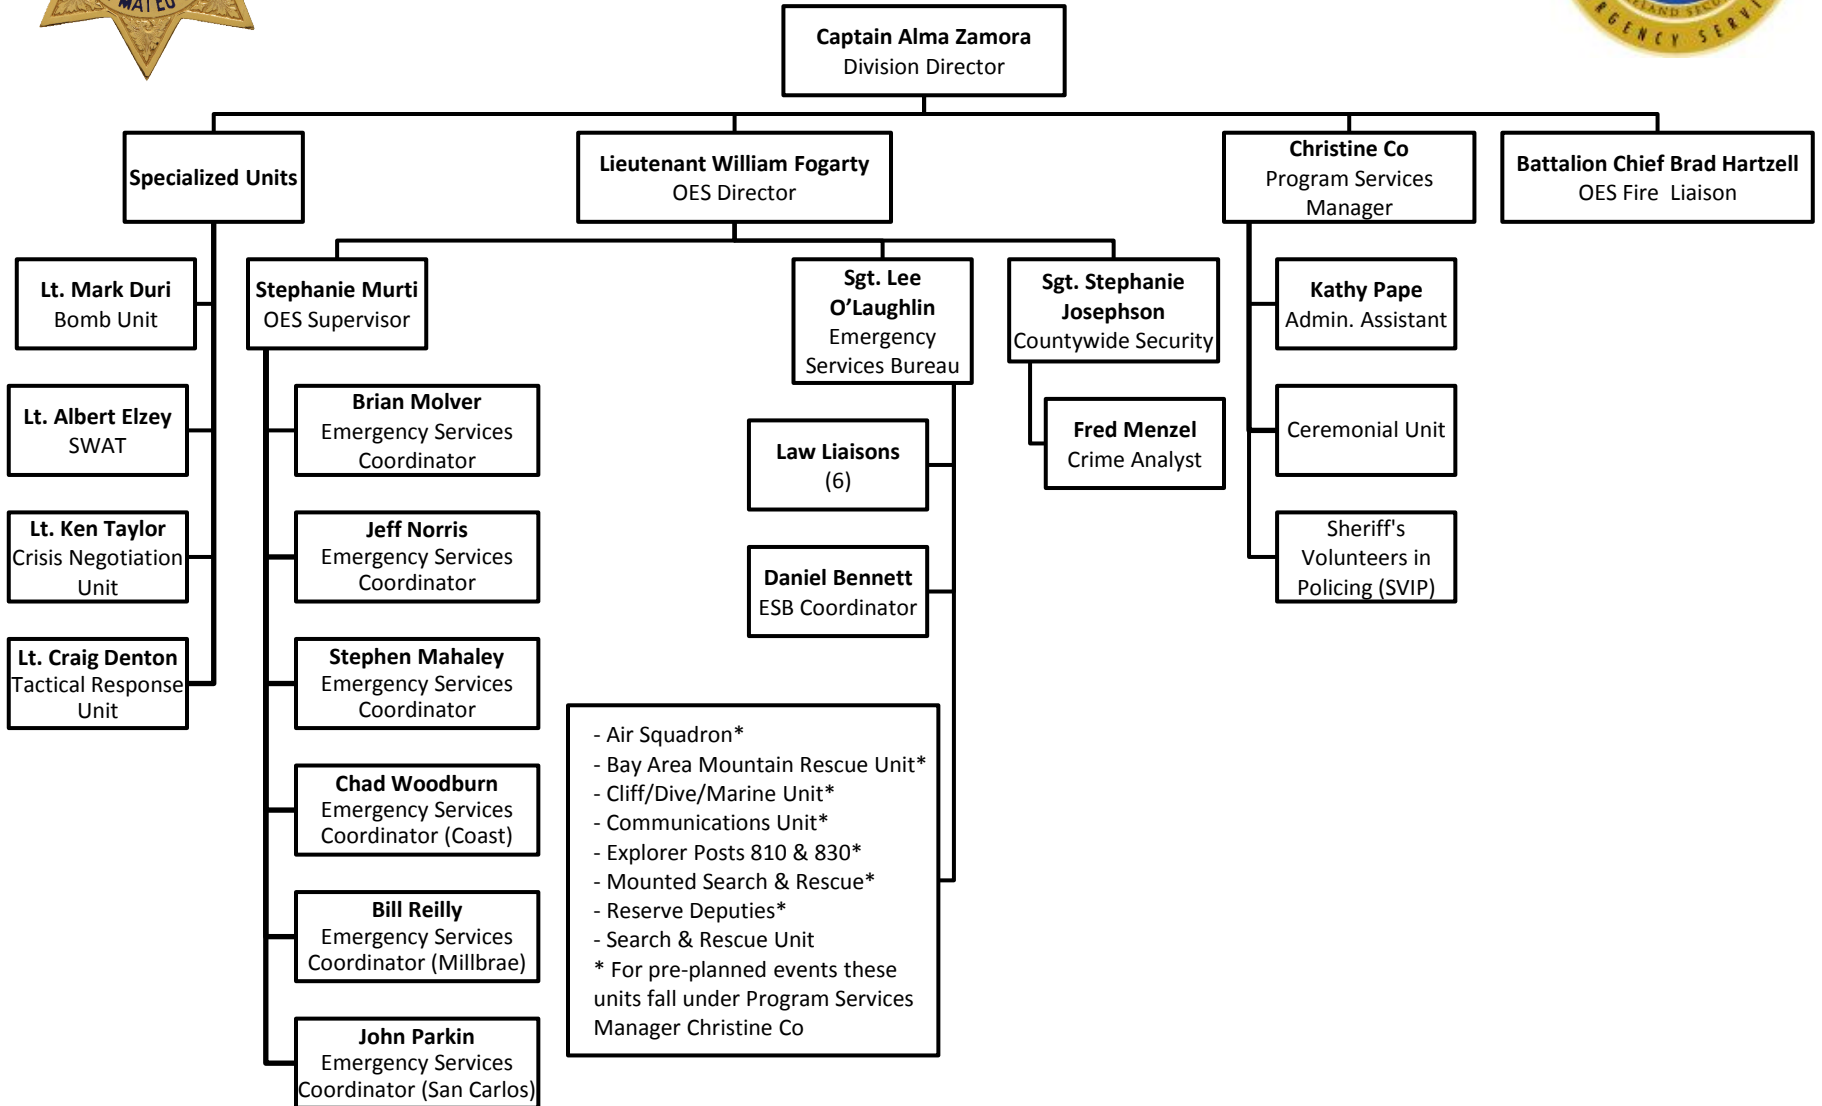 MATEO
ELAND SECU
RGENCY SERVI
Captain Alma Zamora
Division Director
Specialized Units
Lieutenant William Fogarty
OES Director
Christine Co
Program Services
Manager
Battalion Chief Brad Hartzell
OES Fire  Liaison
Lt. Mark Duri
Bomb Unit
Lt. Albert Elzey
SWAT
Lt. Ken Taylor
Crisis Negotiation
Unit
Lt. Craig Denton
Tactical Response
Unit
Stephanie Murti
OES Supervisor
Brian Molver
Emergency Services
Coordinator
Jeff Norris
Emergency Services
Coordinator
Stephen Mahaley
Emergency Services
Coordinator
Chad Woodburn
Emergency Services
Coordinator (Coast)
Bill Reilly
Emergency Services
Coordinator (Millbrae)
John Parkin
Emergency Services
Coordinator (San Carlos)
Sgt. Lee
O’Laughlin
Emergency
Services Bureau
Law Liaisons
(6)
Daniel Bennett
ESB Coordinator
- Air Squadron*
- Bay Area Mountain Rescue Unit*
- Cliff/Dive/Marine Unit*
- Communications Unit*
- Explorer Posts 810 & 830*
- Mounted Search & Rescue*
- Reserve Deputies*
- Search & Rescue Unit
* For pre-planned events these
units fall under Program Services
Manager Christine Co
Sgt. Stephanie
Josephson
Countywide Security
Fred Menzel
Crime Analyst
Kathy Pape
Admin. Assistant
Ceremonial Unit
Sheriff's
Volunteers in
Policing (SVIP)